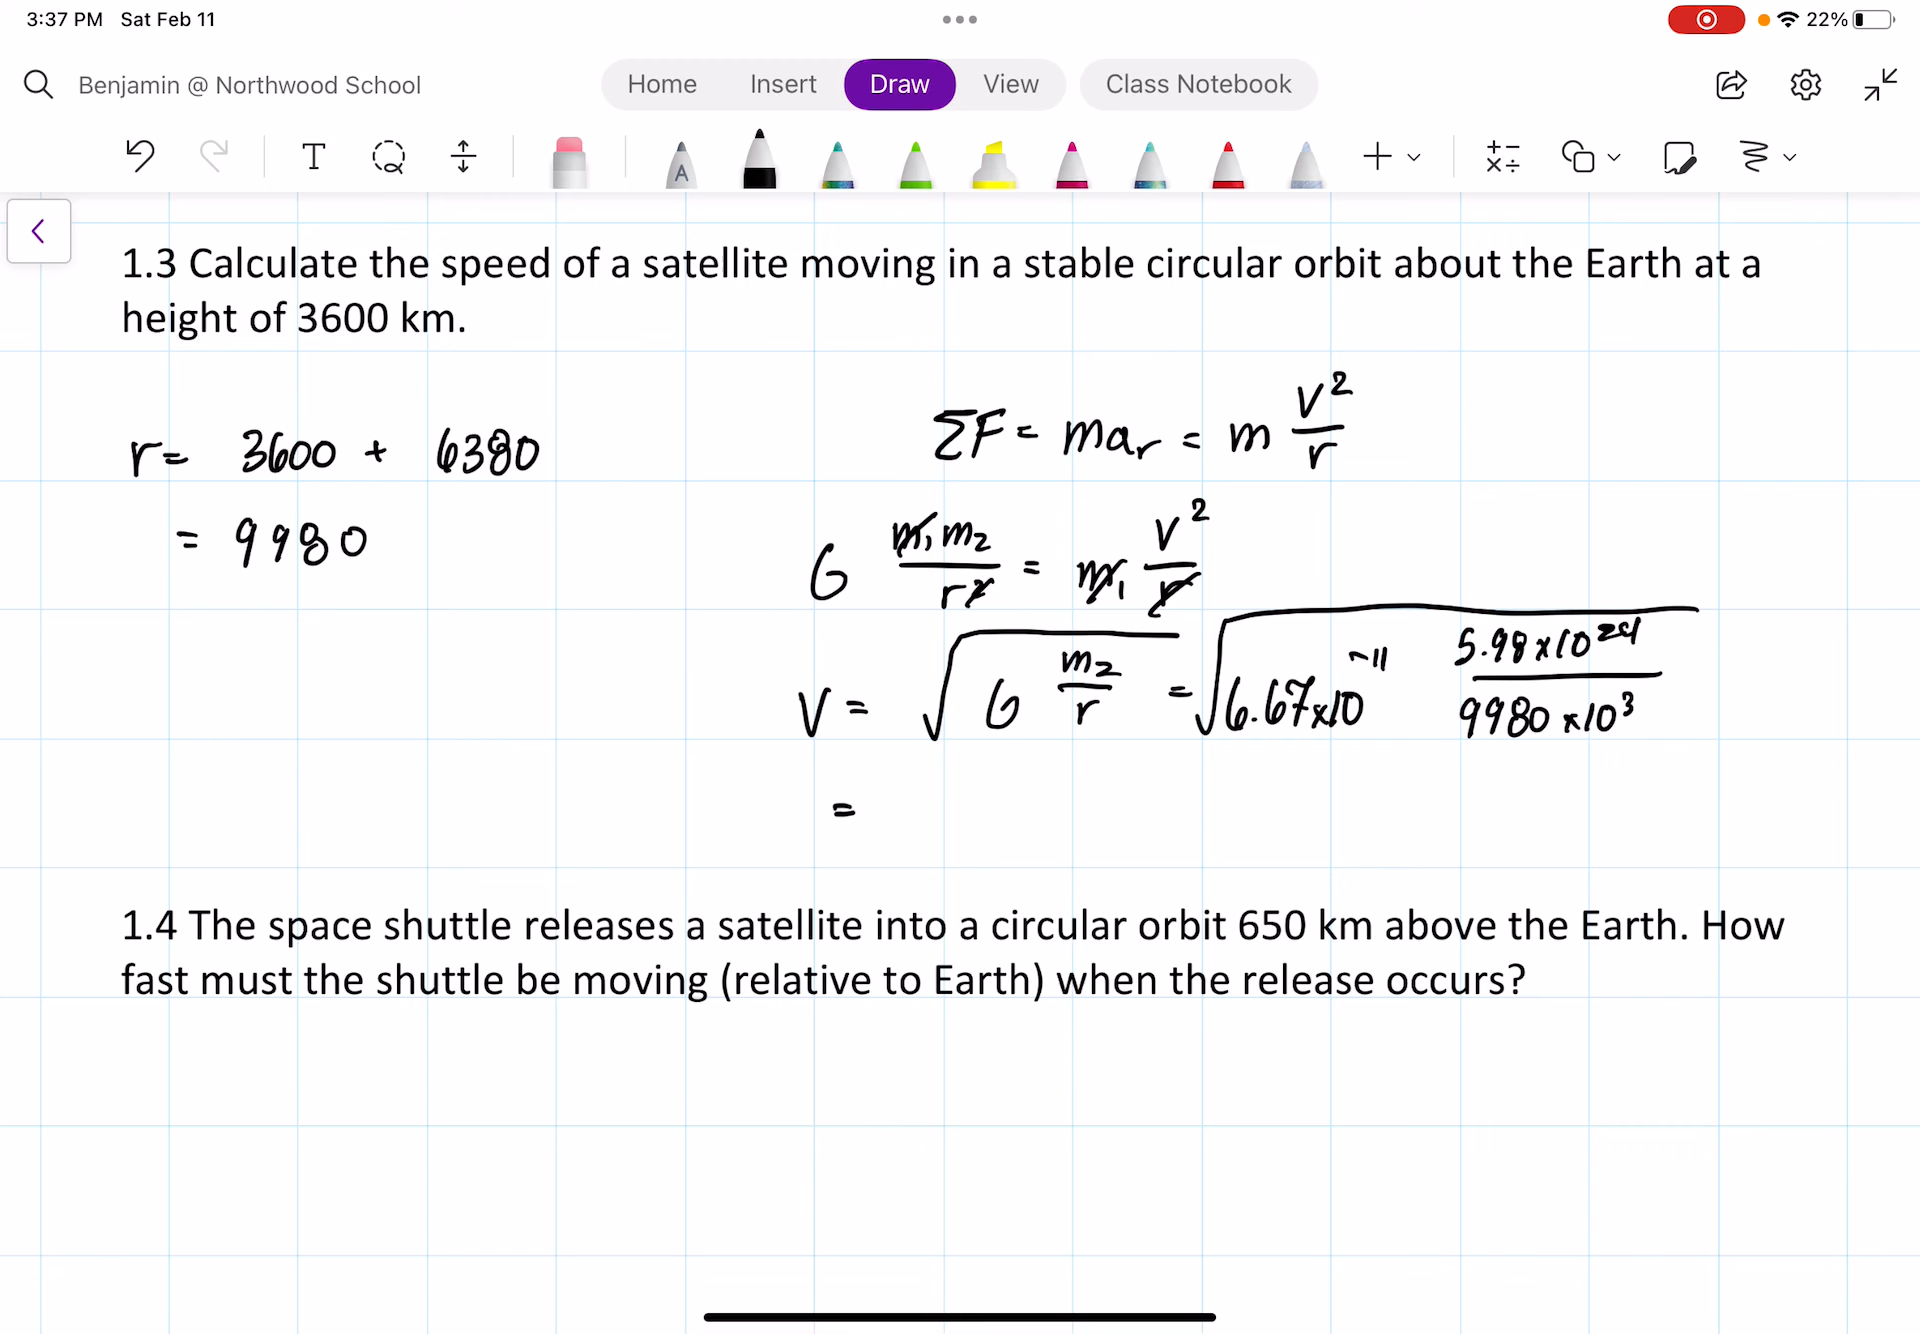 3:37 PM Sat Feb 11 22%
Benjamin @ Northwood School Home Insert Draw View Class Notebook
T A
1.3 Calculate the speed of a satellite moving in a stable circular orbit about the Earth at a
height of 3600 km.
r = 3600 + 6380
= 9980
ΣF = ma_r = m v²/r
G m₁m₂/r² = m₁ v²/r
v = √(G m₂/r) = √(6.67x10⁻¹¹ 5.98x10²⁴/9980x10³)
=
1.4 The space shuttle releases a satellite into a circular orbit 650 km above the Earth. How
fast must the shuttle be moving (relative to Earth) when the release occurs?